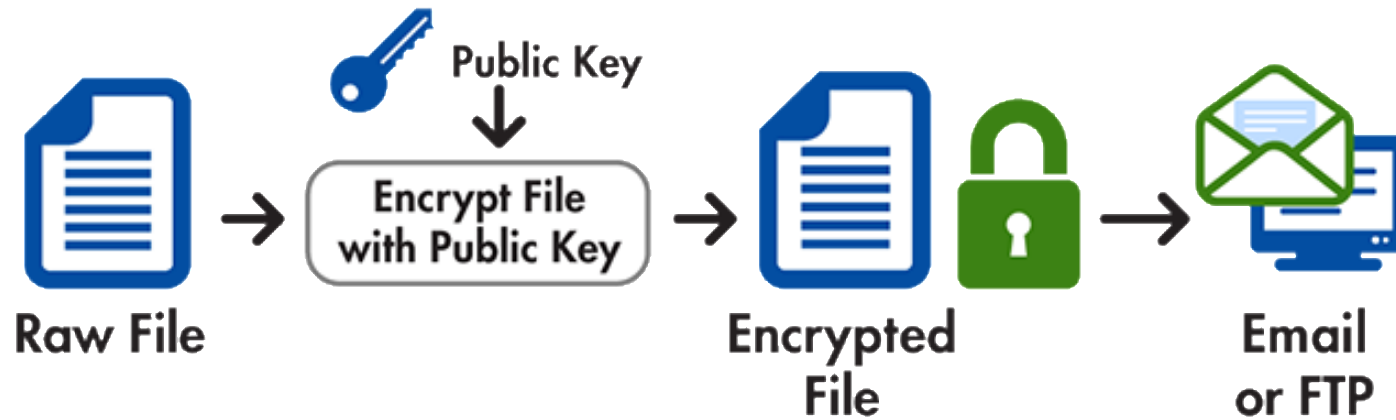 Public Key
Encrypt File
with Public Key
Raw File
Encrypted
File
Email
or FTP